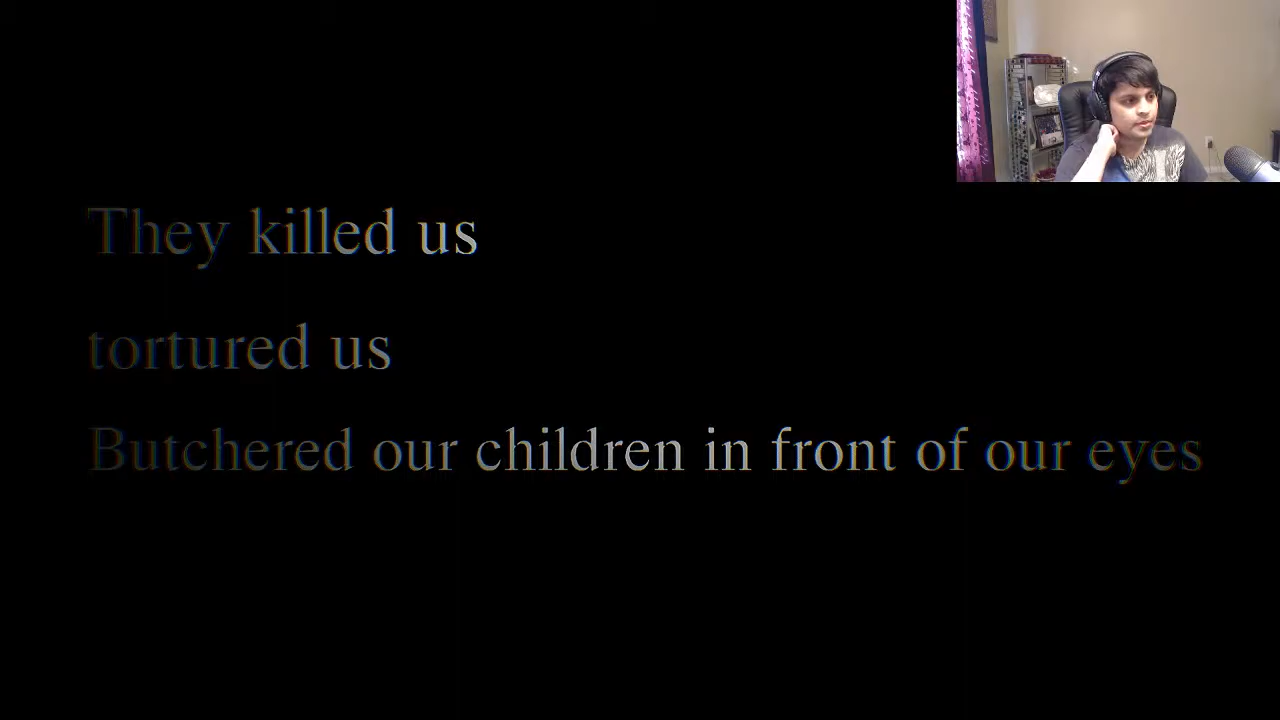 They killed us
tortured us
Butchered our children in front of our eyes